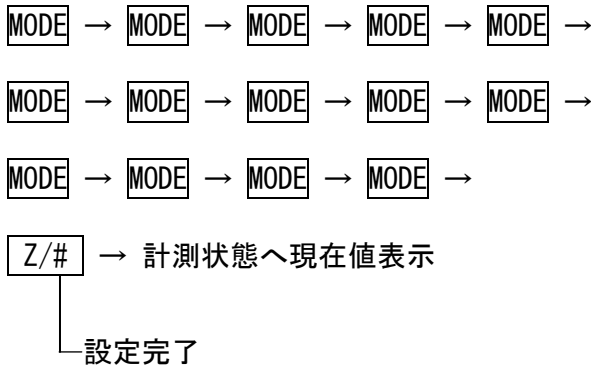 MODE → MODE → MODE → MODE → MODE →
MODE → MODE → MODE → MODE → MODE →
MODE → MODE → MODE → MODE →
Z/# → 計測状態へ現在値表示
設定完了